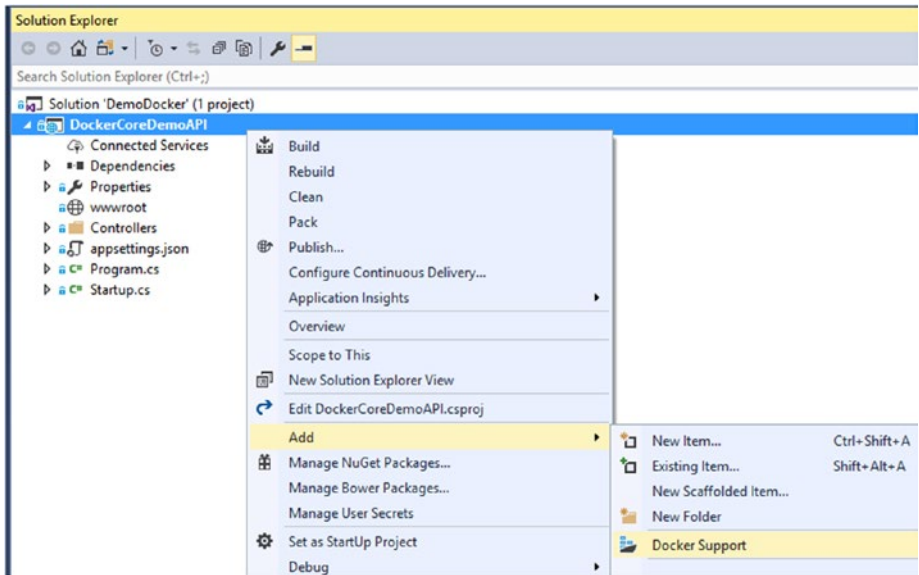 Solution Explorer
Search Solution Explorer (Ctrl+;)
Solution 'DemoDocker' (1 project)
DockerCoreDemoAPI
Connected Services
Dependencies
Properties
wwwroot
Controllers
appsettings.json
Program.cs
Startup.cs
Build
Rebuild
Clean
Pack
Publish...
Configure Continuous Delivery...
Application Insights
Overview
Scope to This
New Solution Explorer View
Edit DockerCoreDemoAPI.csproj
Add
Manage NuGet Packages...
Manage Bower Packages...
Manage User Secrets
Set as StartUp Project
Debug
New Item... Ctrl+Shift+A
Existing Item... Shift+Alt+A
New Scaffolded Item...
New Folder
Docker Support